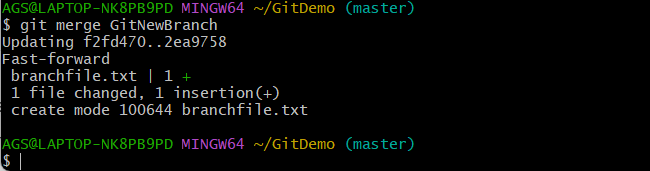 AGS@LAPTOP-NK8PB9PD MINGW64 ~/GitDemo (master)
$ git merge GitNewBranch
Updating f2fd470..2ea9758
Fast-forward
 branchfile.txt | 1 +
 1 file changed, 1 insertion(+)
 create mode 100644 branchfile.txt

AGS@LAPTOP-NK8PB9PD MINGW64 ~/GitDemo (master)
$